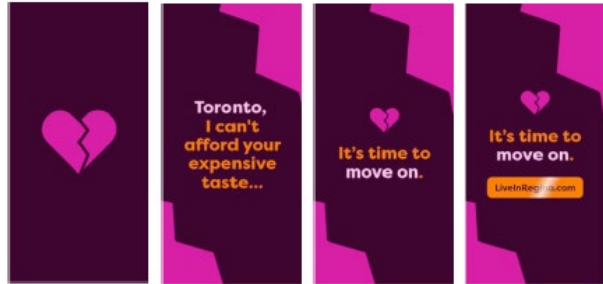 Toronto,
I can't
afford your
expensive
taste...
It's time to
move on.
It's time to
move on.
LiveInRegina.com